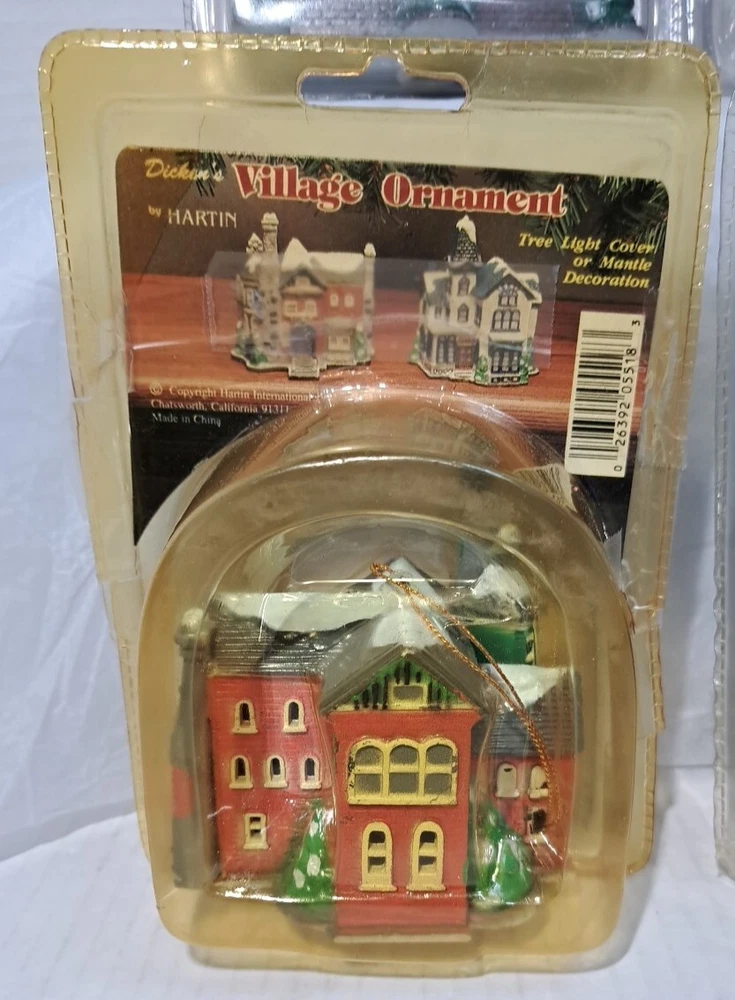 Dicken's Village Ornament
by HARTIN
Tree Light Cover
or Mantle
Decoration
© Copyright Hartin International
Chatsworth, California 91311
Made in China
0 26392 05518 3